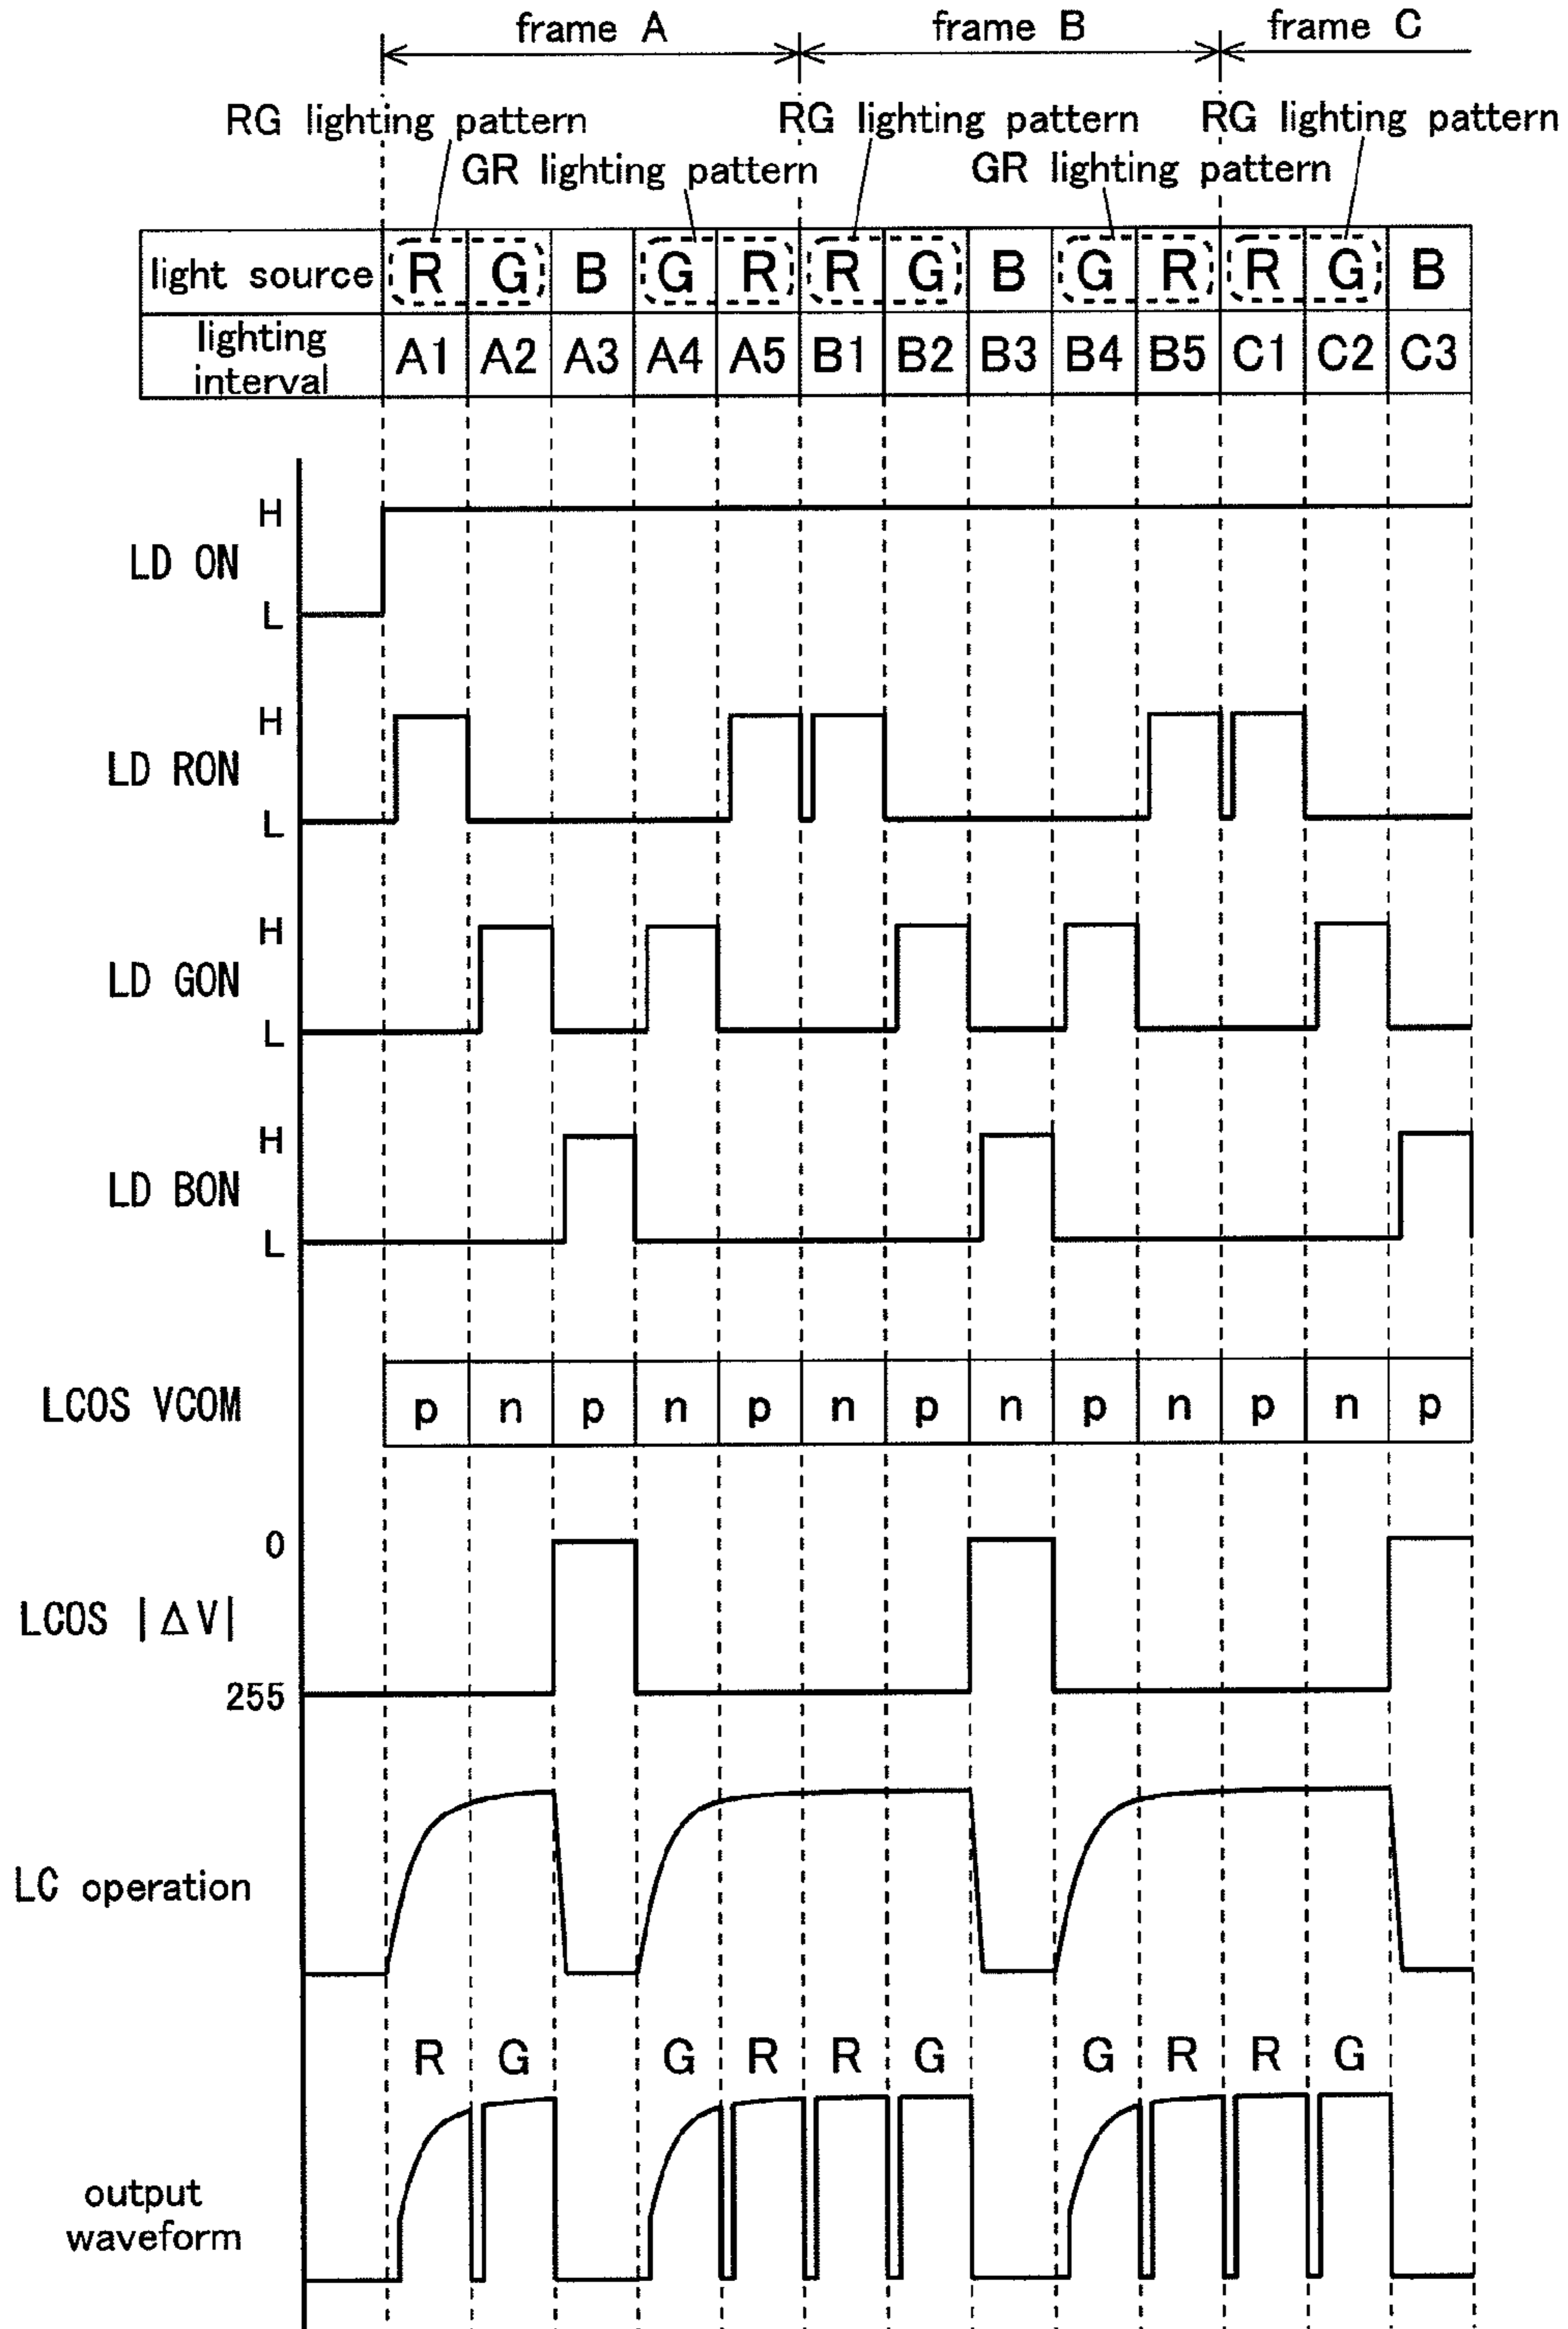 frame A frame B frame C
RG lighting pattern RG lighting pattern RG lighting pattern
GR lighting pattern GR lighting pattern
light source R G B G R R G B G R R G B
lighting interval A1 A2 A3 A4 A5 B1 B2 B3 B4 B5 C1 C2 C3
H
LD ON
L
H
LD RON
L
H
LD GON
L
H
LD BON
L
LCOS VCOM p n p n p n p n p n p n p
0
LCOS |ΔV|
255
LC operation
R G G R R G G R R G
output
waveform